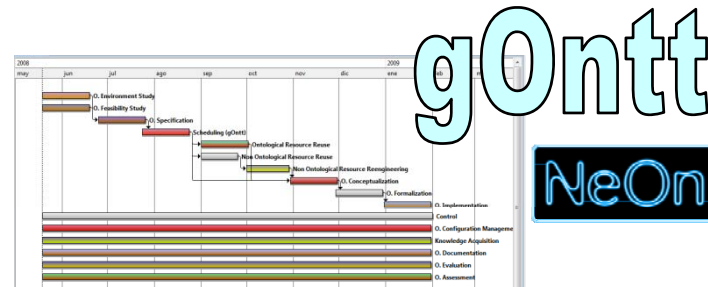 gOntt
2008
2009
may jun jul ago sep oct nov dic ene eb
O. Environment Study
O. Feasibility Study
O. Specification
Scheduling (gOntt)
Ontological Resource Reuse
Non Ontological Resource Reuse
Non Ontological Resource Reengineering
O. Conceptualization
O. Formalization
O. Implementation
Control
O. Configuration Manageme
Knowledge Acquisition
O. Documentation
O. Evaluation
O. Assessment
NeOn